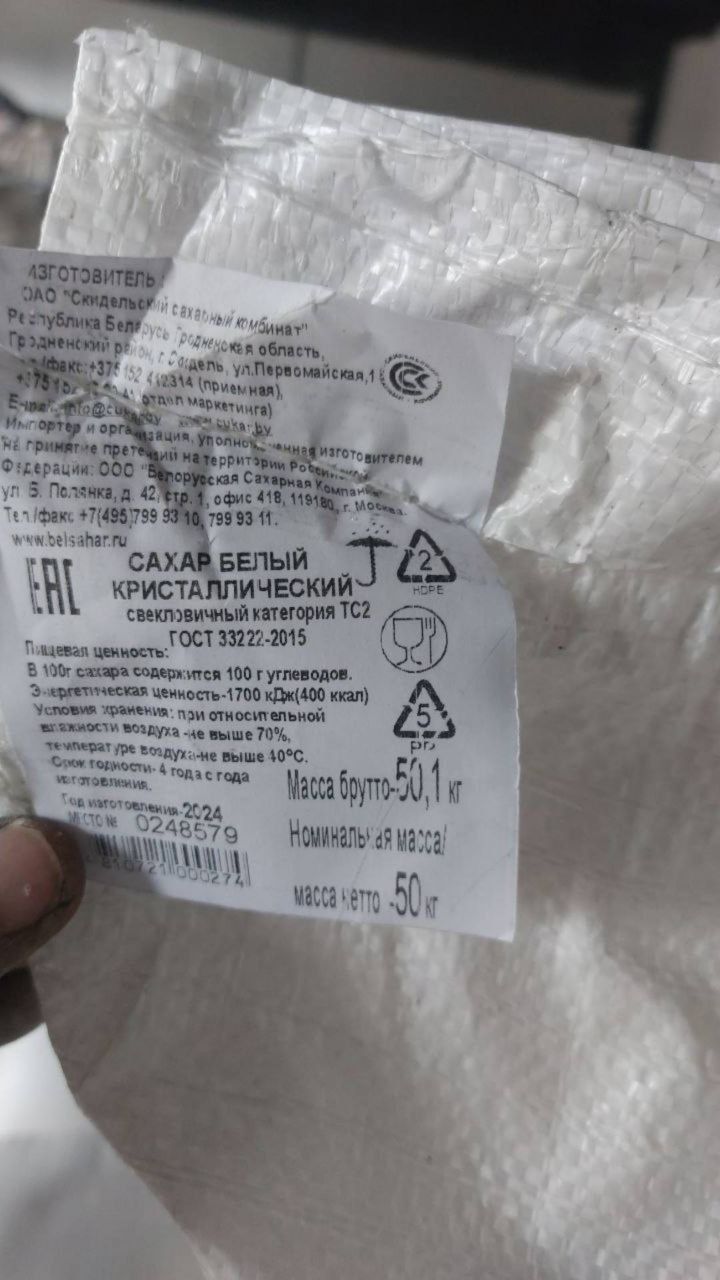 ИЗГОТОВИТЕЛЬ:
ОАО "Скидельский сахарный комбинат"
Республика Беларусь Гродненская область,
Гродненский район, г. Скидель, ул.Первомайская,1
/факс:+375 152 412314 (приемная),
отдел маркетинга)
Импортер и организация, уполномоченная изготовителем
на принятие претензий на территории Российской
Федерации: ООО "Белорусская Сахарная Компания"
ул. Б. Полянка, д. 42, стр. 1, офис 418, 119180, г. Москва.
Тел./факс +7(495)799 93 10, 799 93 11.
www.belsahar.ru
EAC
САХАР БЕЛЫЙ
КРИСТАЛЛИЧЕСКИЙ
свекловичный категория ТС2
ГОСТ 33222-2015
2
HDPE
Пищевая ценность:
В 100г сахара содержится 100 г углеводов.
Энергетическая ценность-1700 кДж(400 ккал)
Условия хранения: при относительной
влажности воздуха -не выше 70%,
температуре воздуха-не выше 40°С.
Срок годности- 4 года с года
изготовления.
5
PP
Год изготовления-2024
МЕСТО № 0248579
810721 000274
Масса брутто-50,1 кг
Номинальная масса/
масса нетто -50 кг